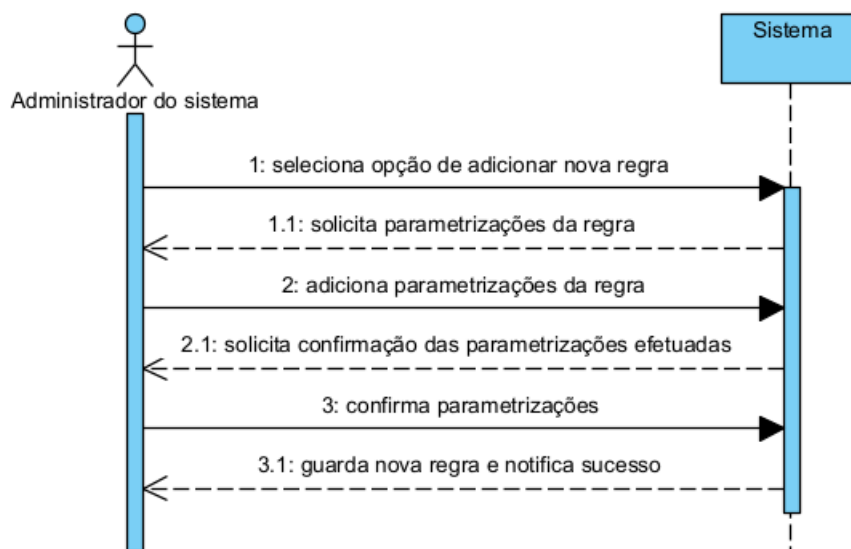 Sistema
Administrador do sistema
1: seleciona opção de adicionar nova regra
1.1: solicita parametrizações da regra
2: adiciona parametrizações da regra
2.1: solicita confirmação das parametrizações efetuadas
3: confirma parametrizações
3.1: guarda nova regra e notifica sucesso